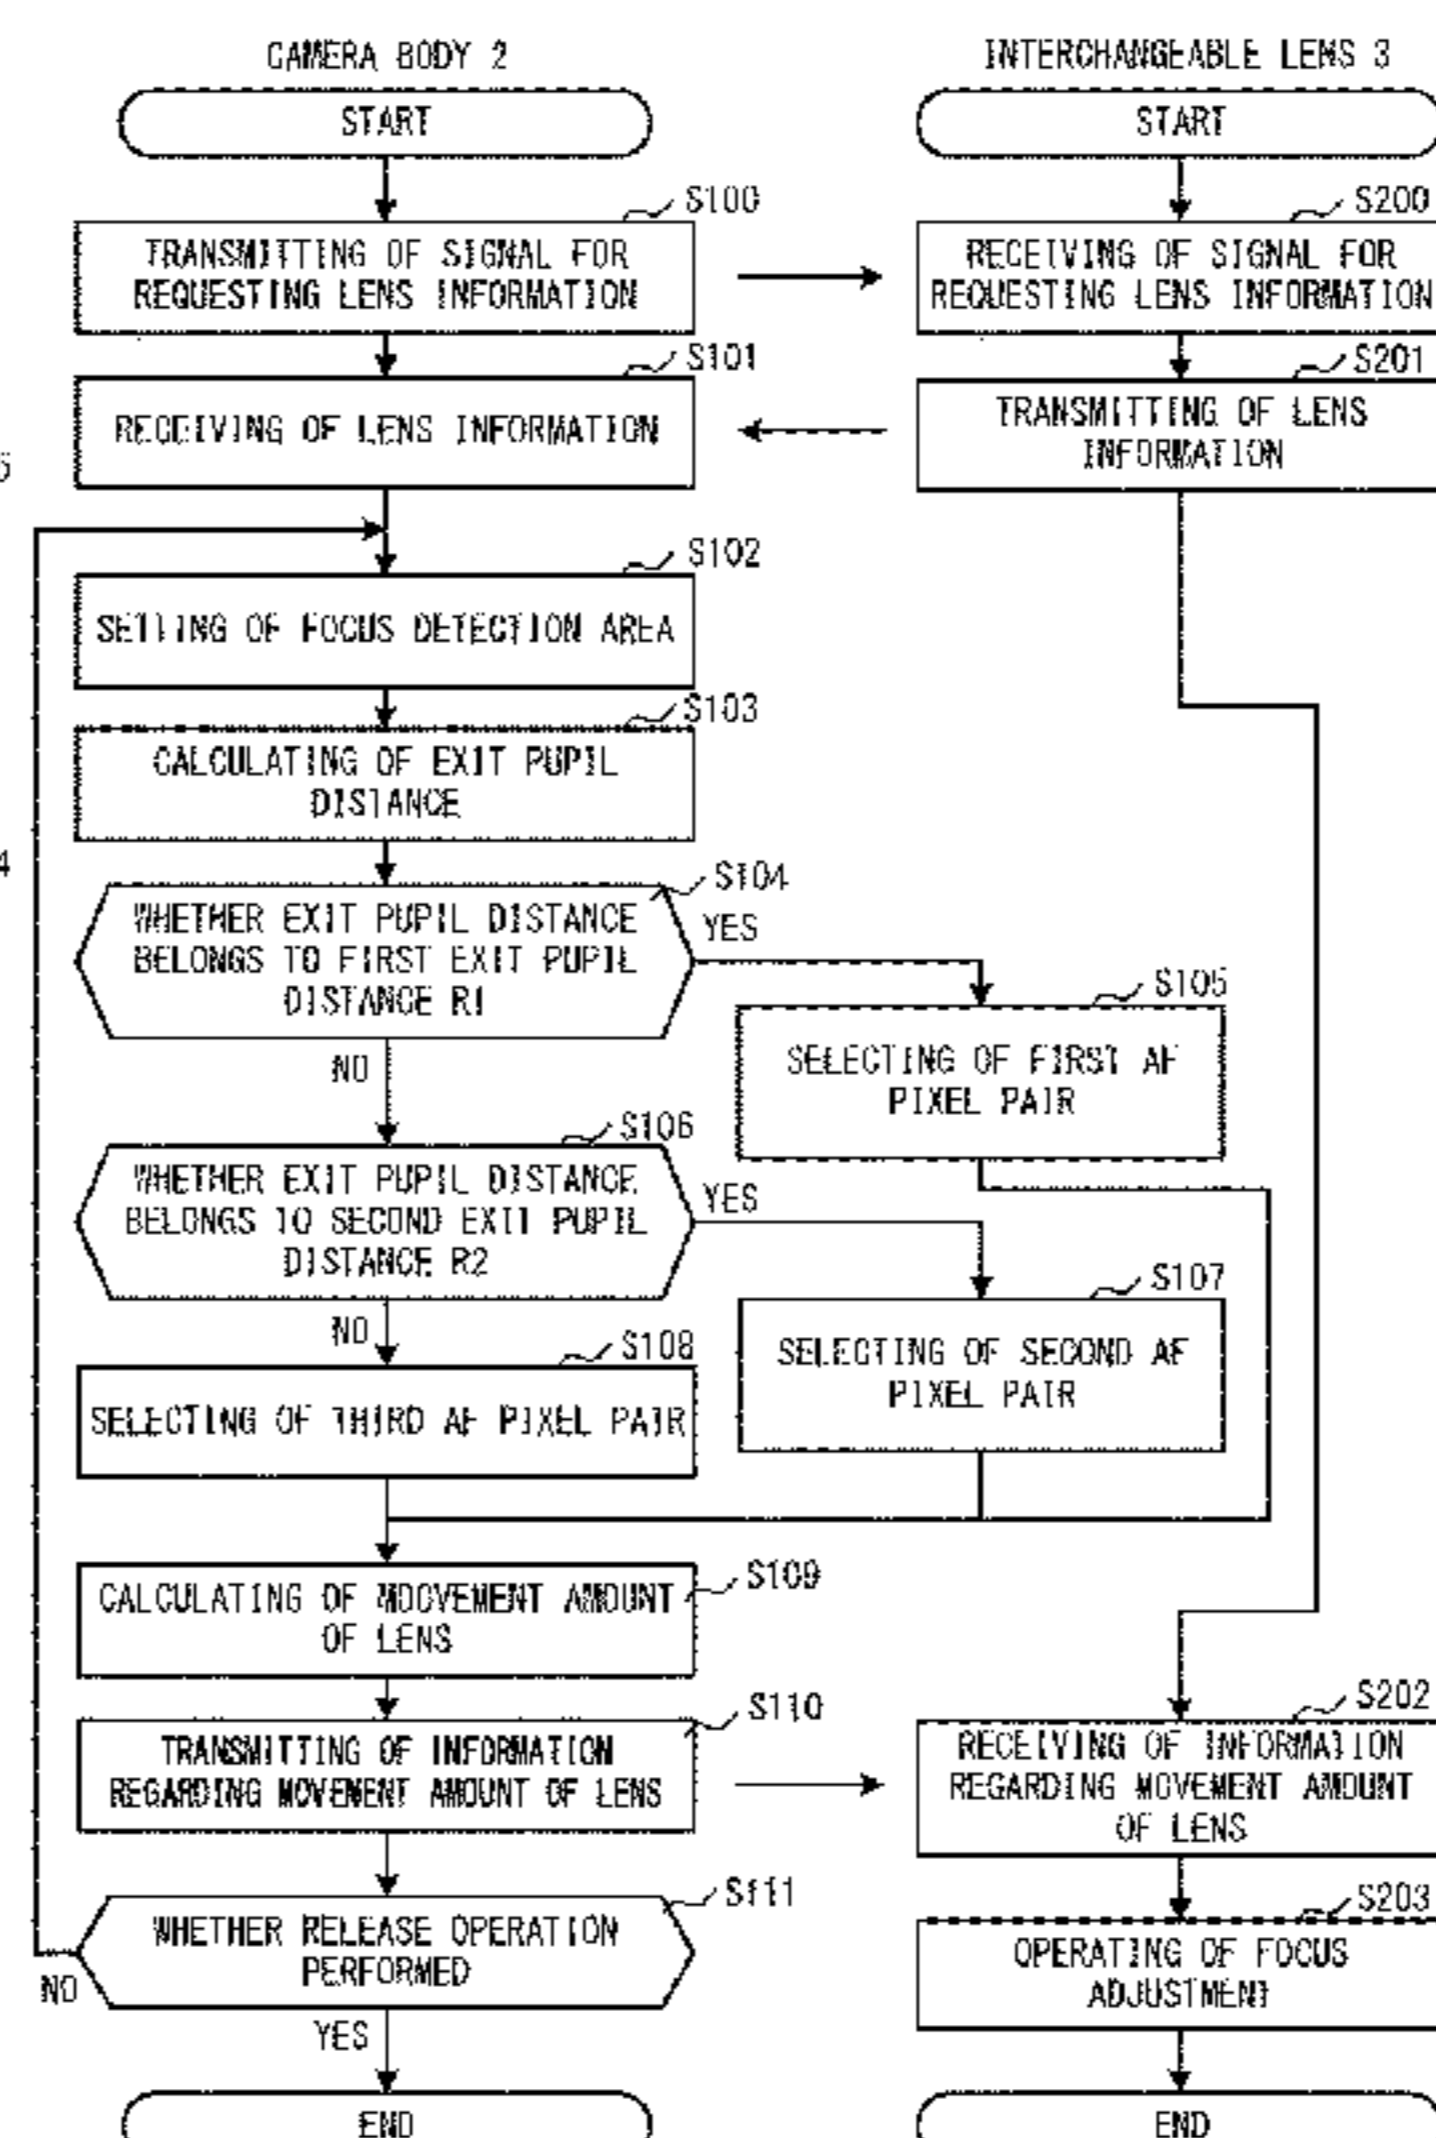 CAMERA BODY 2
START
S100
TRANSMITTING OF SIGNAL FOR
REQUESTING LENS INFORMATION
S101
RECEIVING OF LENS INFORMATION
S102
SETTING OF FOCUS DETECTION AREA
S103
CALCULATING OF EXIT PUPIL
DISTANCE
S104
WHETHER EXIT PUPIL DISTANCE
BELONGS TO FIRST EXIT PUPIL
DISTANCE R1
YES
NO
S105
SELECTING OF FIRST AF
PIXEL PAIR
S106
WHETHER EXIT PUPIL DISTANCE
BELONGS TO SECOND EXIT PUPIL
DISTANCE R2
YES
NO
S107
SELECTING OF SECOND AF
PIXEL PAIR
S108
SELECTING OF THIRD AF PIXEL PAIR
S109
CALCULATING OF MOOVEMENT AMOUNT
OF LENS
S110
TRANSMITTING OF INFORMATION
REGARDING MOVEMENT AMOUNT OF LENS
S111
WHETHER RELEASE OPERATION
PERFORMED
NO
YES
END
INTERCHANGEABLE LENS 3
START
S200
RECEIVING OF SIGNAL FOR
REQUESTING LENS INFORMATION
S201
TRANSMITTING OF LENS
INFORMATION
S202
RECEIVING OF INFORMATION
REGARDING MOVEMENT AMOUNT
OF LENS
S203
OPERATING OF FOCUS
ADJUSTMENT
END